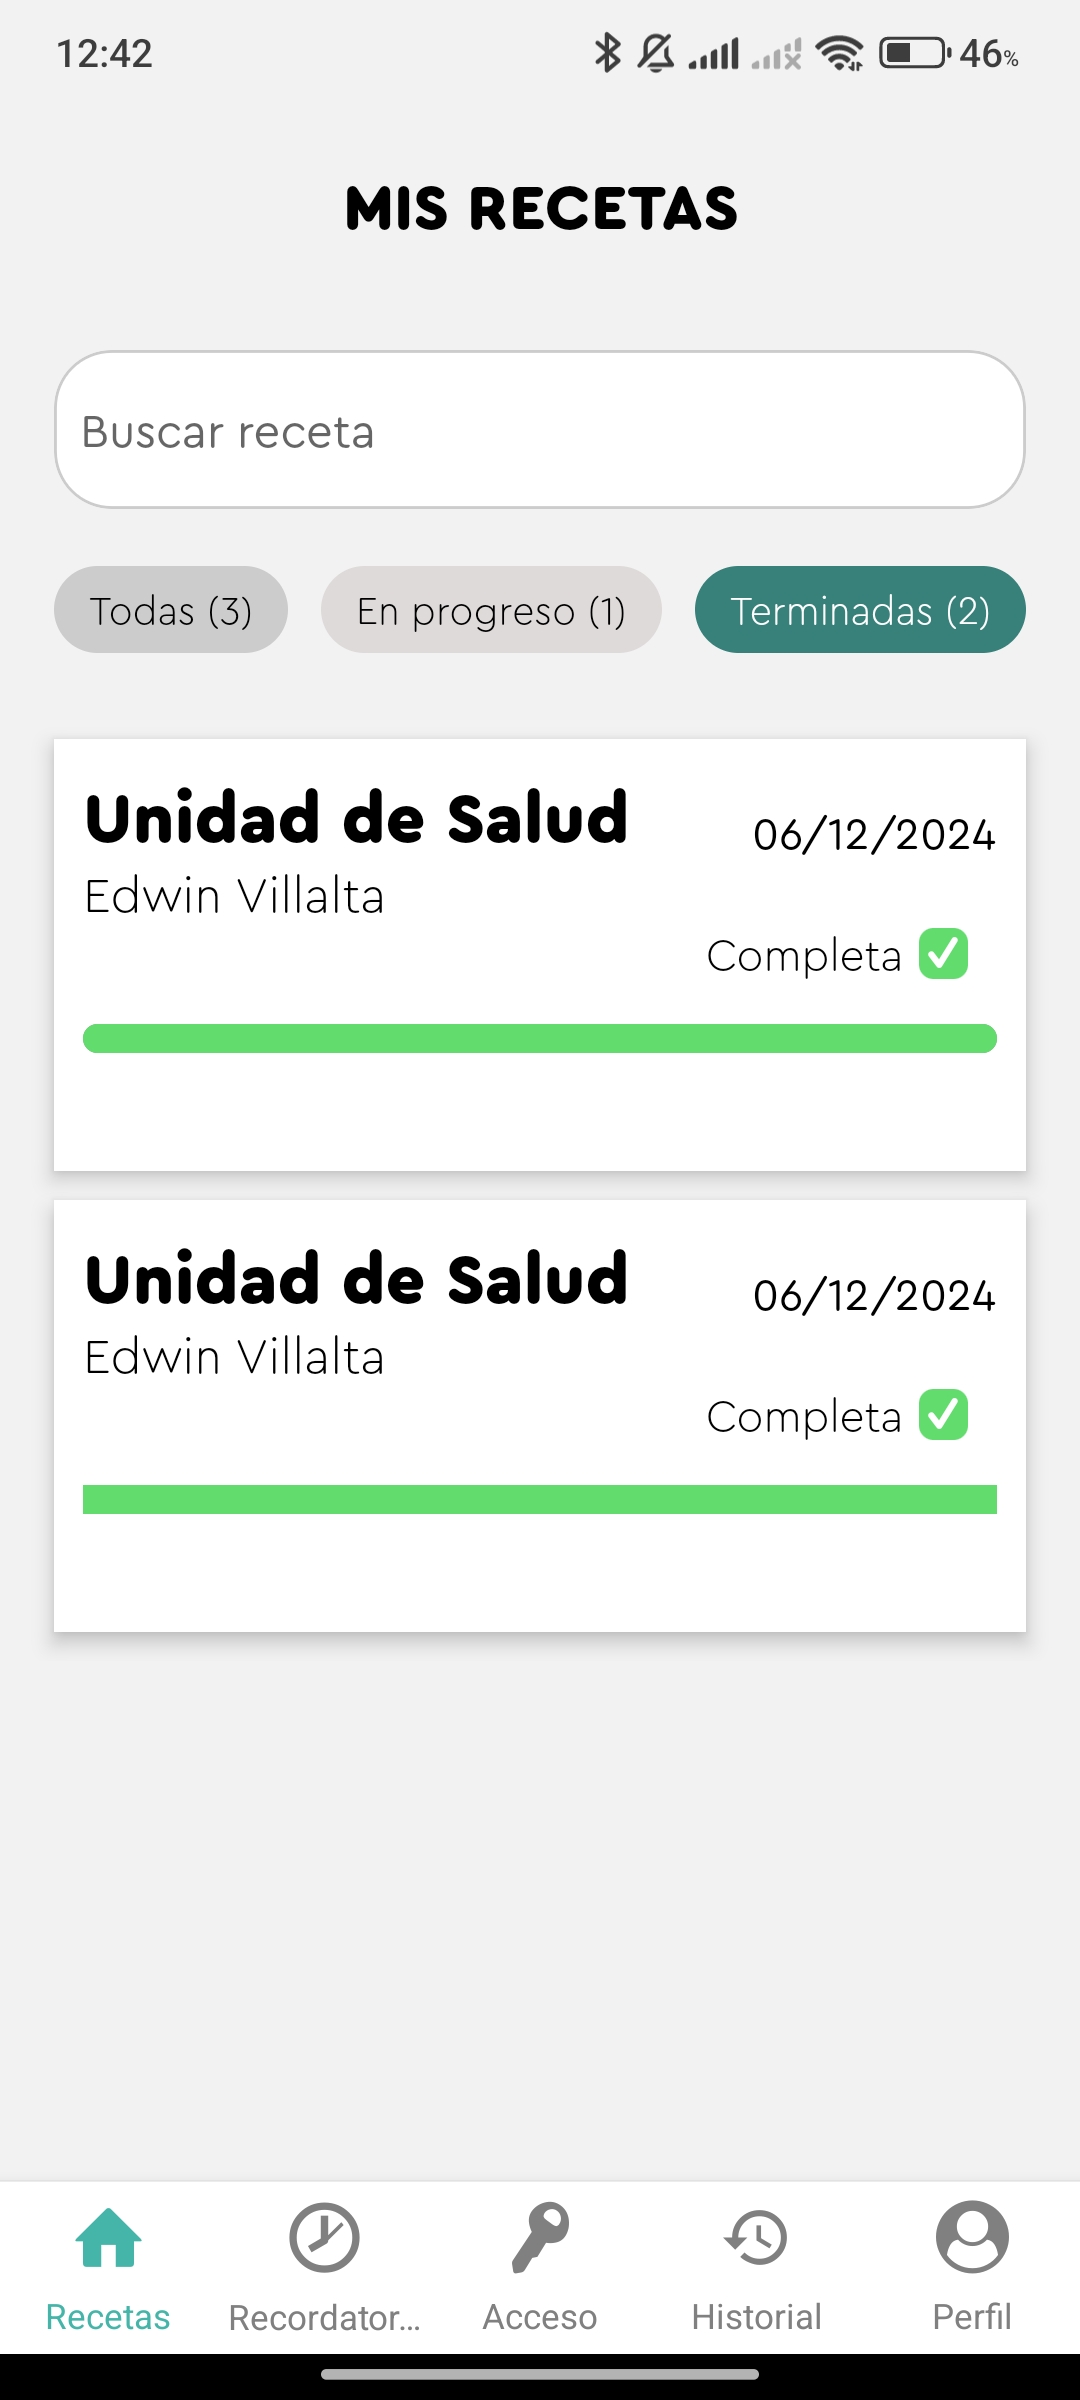 12:42
46%
MIS RECETAS
Buscar receta
Todas (3)
En progreso (1)
Terminadas (2)
Unidad de Salud
06/12/2024
Edwin Villalta
Completa
Unidad de Salud
06/12/2024
Edwin Villalta
Completa
Recetas
Recordator...
Acceso
Historial
Perfil